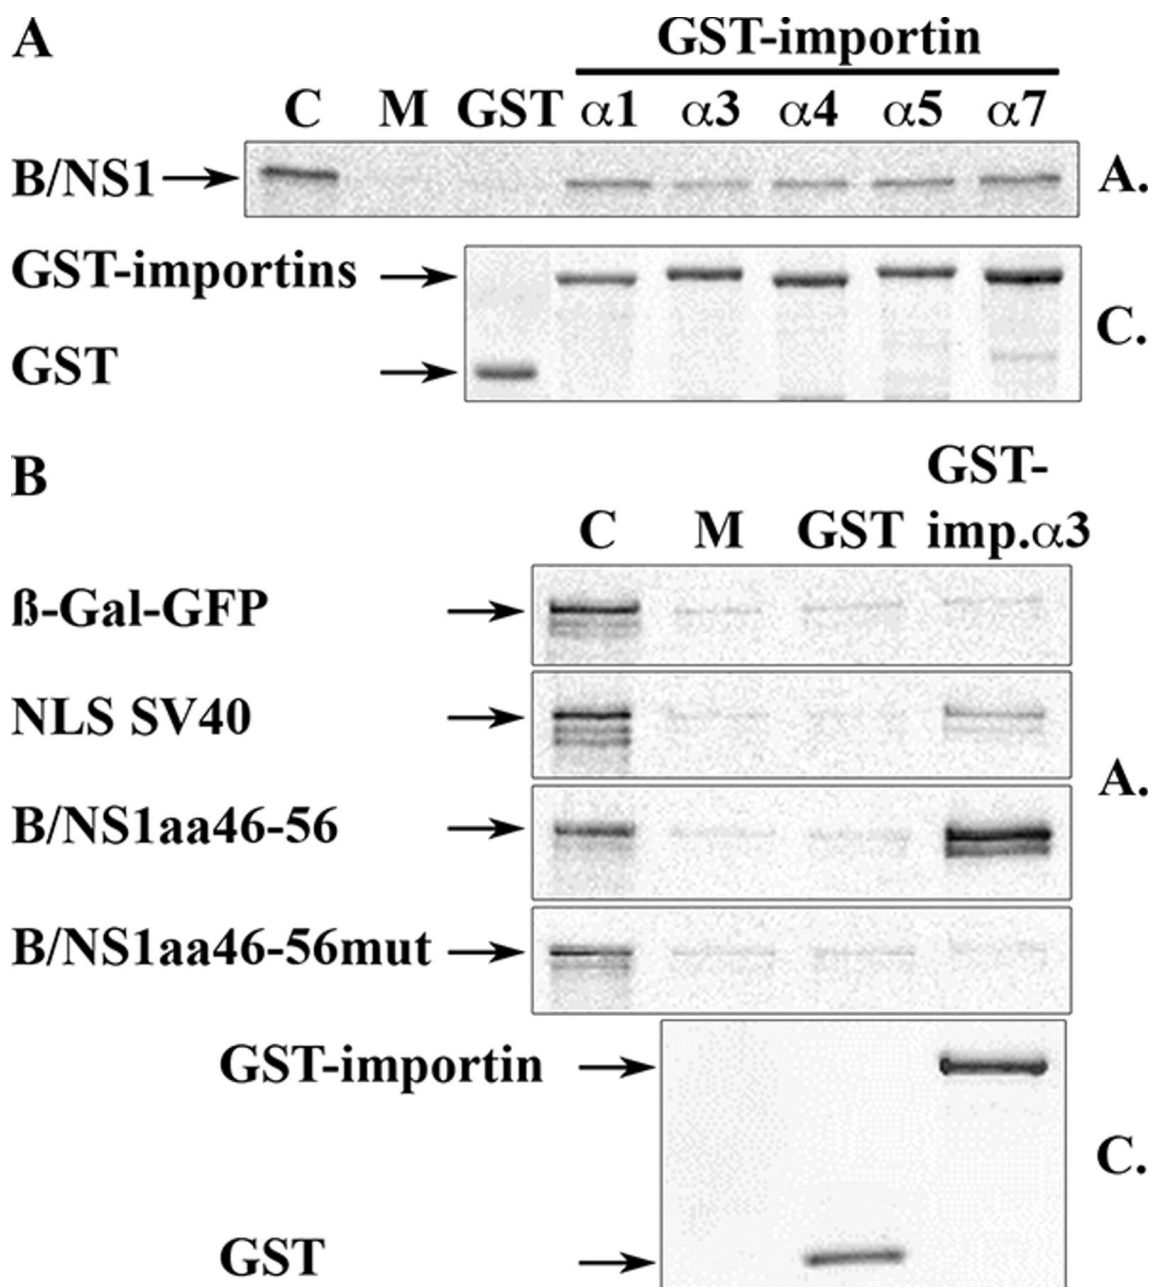 A
GST-importin
C M GST α1 α3 α4 α5 α7
B/NS1 A.
GST-importins
C.
GST
B
GST-
C M GST imp.α3
ß-Gal-GFP
NLS SV40
A.
B/NS1aa46-56
B/NS1aa46-56mut
GST-importin
C.
GST